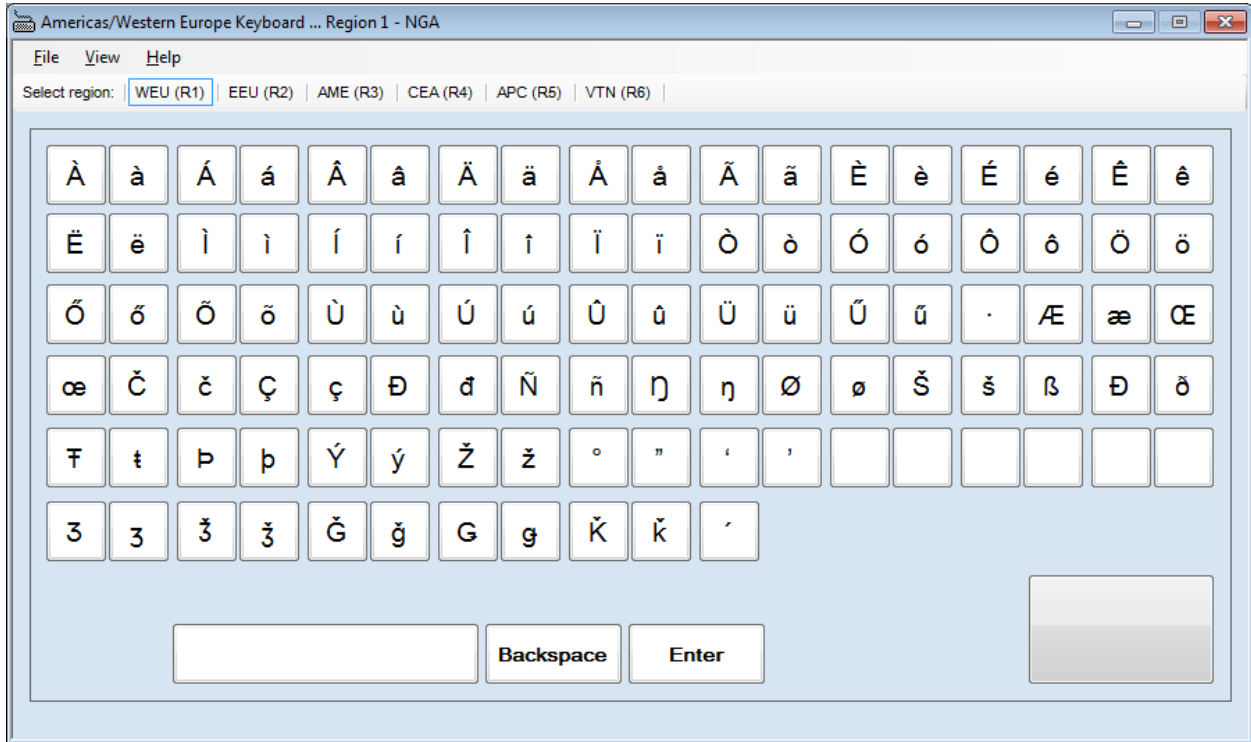 Americas/Western Europe Keyboard ... Region 1 - NGA
File View Help
Select region: WEU (R1) EEU (R2) AME (R3) CEA (R4) APC (R5) VTN (R6)
À à Á á Â â Ä ä Å å Ã ã È è É é Ê ê
Ë ë Ì ì Í í Î î Ï ï Ò ò Ó ó Ô ô Ö ö
Ő ő Õ õ Ù ù Ú ú Û û Ü ü Ű ű · Æ æ Œ
œ Č č Ç ç Đ đ Ñ ñ Ŋ ŋ Ø ø Š š ß Ð ð
Ŧ ŧ Þ þ Ý ý Ž ž ° ” ‘ ’
Ʒ ʒ Ǯ ǯ Ǧ ǧ Ǥ ǥ Ǩ ǩ ´
Backspace Enter